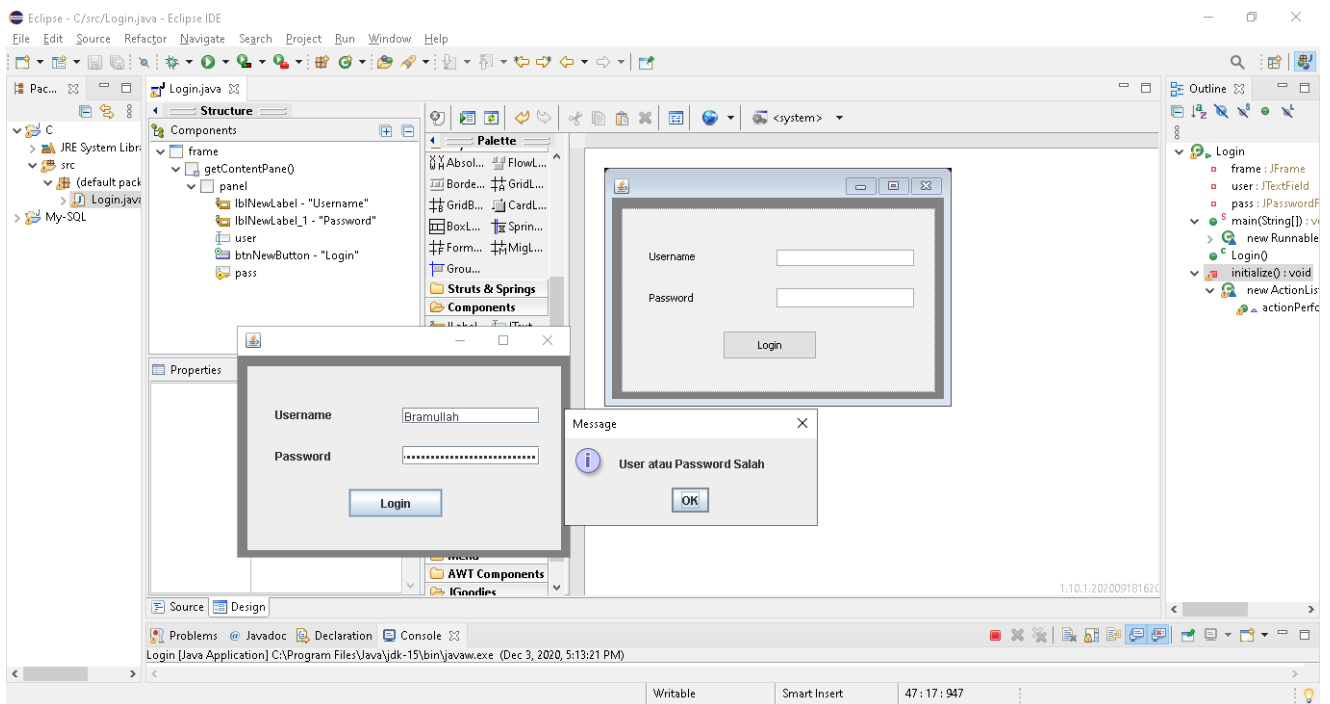 Eclipse - C/src/Login.java - Eclipse IDE
File Edit Source Refactor Navigate Search Project Run Window Help
Pac...
Login.java
Outline
Structure
Components
<system>
Palette
C
JRE System Libr
src
(default pack
Login.java
My-SQL
frame
getContentPane()
panel
lblNewLabel - "Username"
lblNewLabel_1 - "Password"
user
btnNewButton - "Login"
pass
Properties
Absol... FlowL...
Borde... GridL...
GridB... CardL...
BoxL... Sprin...
Form... MigL...
Grou...
Struts & Springs
Components
AWT Components
JGoodies
Username
Password
Login
Username Bramullah
Password
Login
Message
User atau Password Salah
OK
Login
frame : JFrame
user : JTextField
pass : JPasswordF
main(String[]) : v
new Runnable
Login()
initialize() : void
new ActionLis
actionPerfo
1.10.1.202009181620
Source Design
Problems Javadoc Declaration Console
Login [Java Application] C:\Program Files\Java\jdk-15\bin\javaw.exe (Dec 3, 2020, 5:13:21 PM)
Writable Smart Insert 47 : 17 : 947